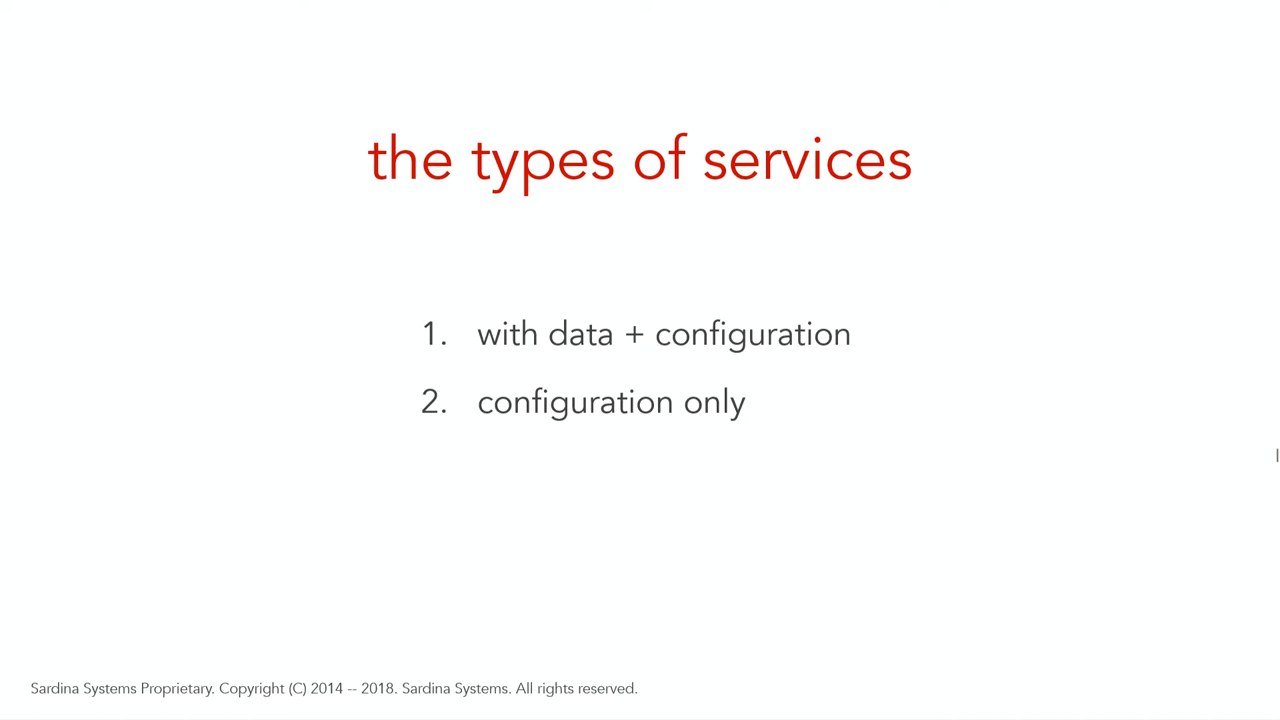 the types of services
1. with data + configuration
2. configuration only
Sardina Systems Proprietary. Copyright (C) 2014 -- 2018. Sardina Systems. All rights reserved.